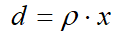 d = ρ · x